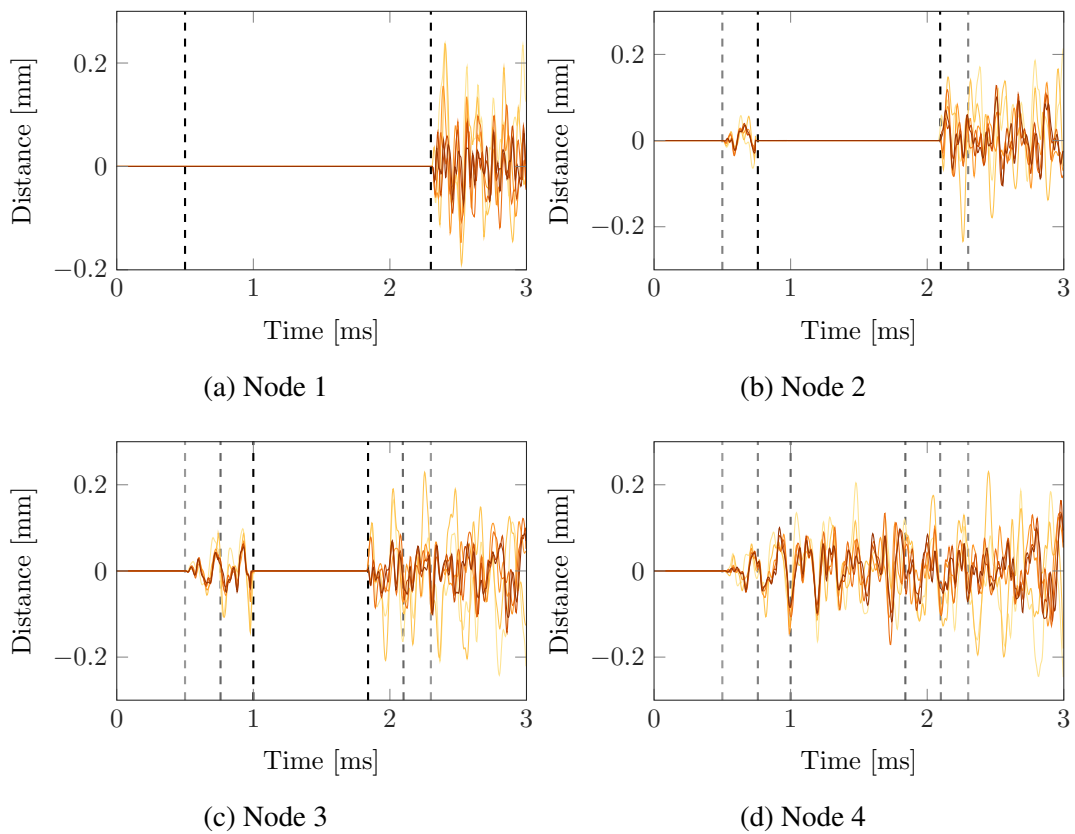 0.2
0
−0.2
Distance [mm]
0 1 2 3
Time [ms]
(a) Node 1
0.2
0
−0.2
Distance [mm]
0 1 2 3
Time [ms]
(b) Node 2
0.2
0
−0.2
Distance [mm]
0 1 2 3
Time [ms]
(c) Node 3
0.2
0
−0.2
Distance [mm]
0 1 2 3
Time [ms]
(d) Node 4